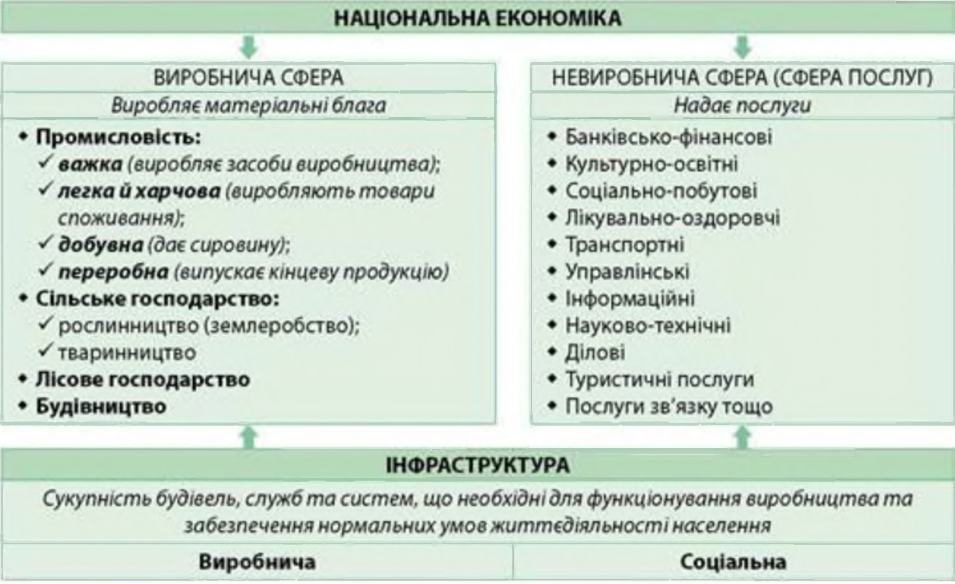 НАЦІОНАЛЬНА ЕКОНОМІКА
ВИРОБНИЧА СФЕРА
Виробляє матеріальні блага
◆ Промисловість:
✓ важка (виробляє засоби виробництва);
✓ легка й харчова (виробляють товари
споживання);
✓ добувна (дає сировину);
✓ переробна (випускає кінцеву продукцію)
◆ Сільське господарство:
✓ рослинництво (землеробство);
✓ тваринництво
◆ Лісове господарство
◆ Будівництво
НЕВИРОБНИЧА СФЕРА (СФЕРА ПОСЛУГ)
Надає послуги
◆ Банківсько-фінансові
◆ Культурно-освітні
◆ Соціально-побутові
◆ Лікувально-оздоровчі
◆ Транспортні
◆ Управлінські
◆ Інформаційні
◆ Науково-технічні
◆ Ділові
◆ Туристичні послуги
◆ Послуги зв’язку тощо
ІНФРАСТРУКТУРА
Сукупність будівель, служб та систем, що необхідні для функціонування виробництва та
забезпечення нормальних умов життєдіяльності населення
Виробнича
Соціальна